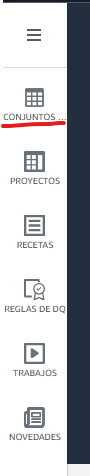 CONJUNTOS ...
PROYECTOS
RECETAS
REGLAS DE DQ
TRABAJOS
NOVEDADES